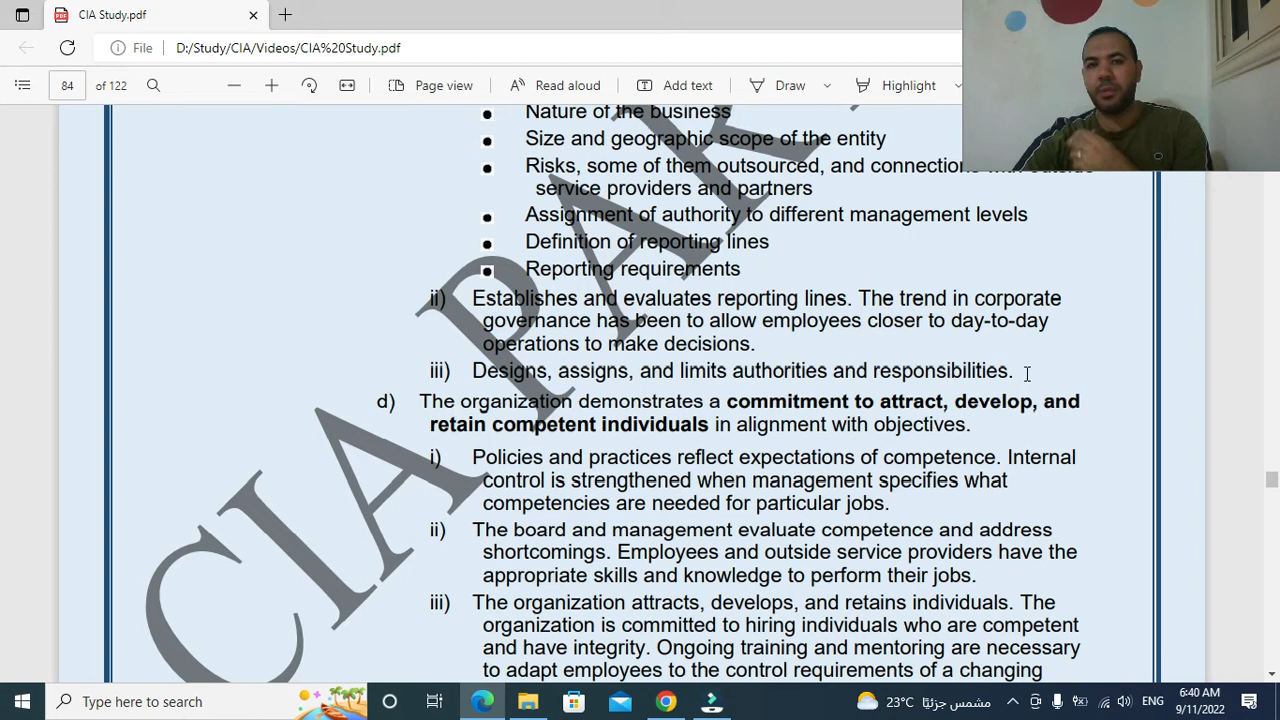 CIA Study.pdf
File
D:/Study/CIA/Videos/CIA%20Study.pdf
84 of 122
Page view
Read aloud
Add text
Draw
Highlight
Nature of the business
Size and geographic scope of the entity
Risks, some of them outsourced, and connections with outside
service providers and partners
Assignment of authority to different management levels
Definition of reporting lines
Reporting requirements
ii) Establishes and evaluates reporting lines. The trend in corporate
governance has been to allow employees closer to day-to-day
operations to make decisions.
iii) Designs, assigns, and limits authorities and responsibilities.
d) The organization demonstrates a commitment to attract, develop, and
retain competent individuals in alignment with objectives.
i) Policies and practices reflect expectations of competence. Internal
control is strengthened when management specifies what
competencies are needed for particular jobs.
ii) The board and management evaluate competence and address
shortcomings. Employees and outside service providers have the
appropriate skills and knowledge to perform their jobs.
iii) The organization attracts, develops, and retains individuals. The
organization is committed to hiring individuals who are competent
and have integrity. Ongoing training and mentoring are necessary
to adapt employees to the control requirements of a changing
CIA PAR
Type here to search
23°C مشمس جزئيًا
ENG
6:40 AM
9/11/2022